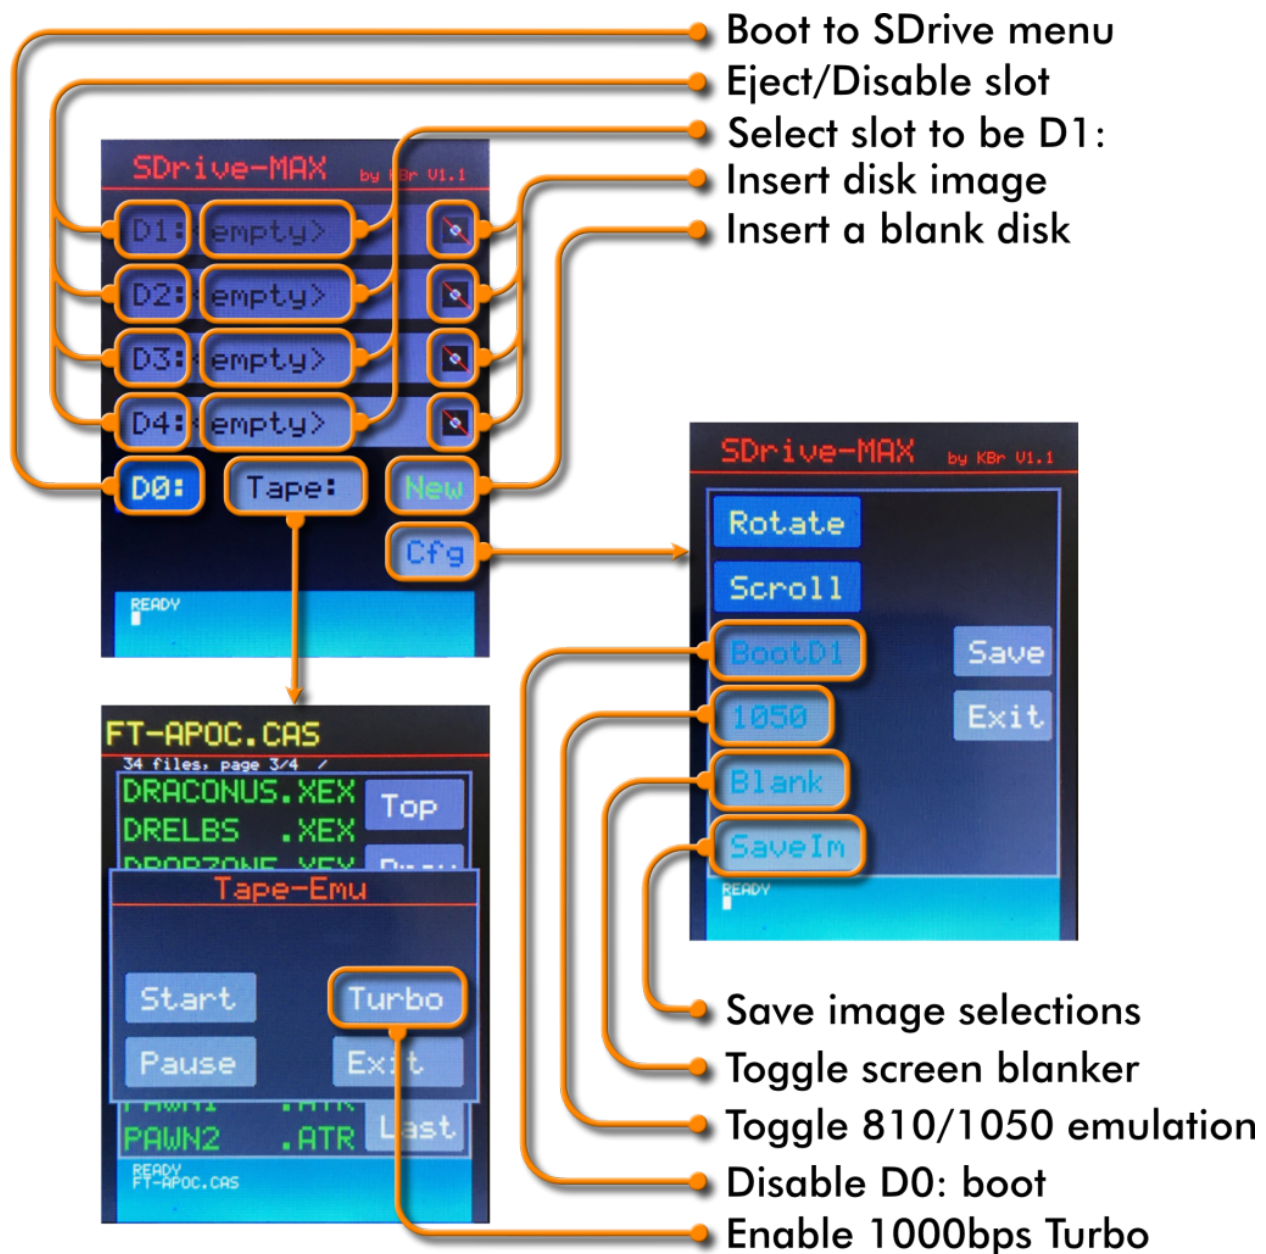 Boot to SDrive menu
Eject/Disable slot
Select slot to be D1:
Insert disk image
Insert a blank disk
SDrive-MAX by KBr V1.1
D1:<empty>
D2:<empty>
D3:<empty>
D4:<empty>
D0: Tape: New
Cfg
READY
SDrive-MAX by KBr V1.1
Rotate
Scroll
BootD1
Save
1050
Exit
Blank
SaveIm
READY
FT-APOC.CAS
34 files, page 3/4 /
DRACONUS.XEX
Top
DRELBS .XEX
Tape-Emu
Start Turbo
Pause Exit
PAWN1 .ATR
PAWN2 .ATR
Last
READY
FT-APOC.CAS
Save image selections
Toggle screen blanker
Toggle 810/1050 emulation
Disable D0: boot
Enable 1000bps Turbo